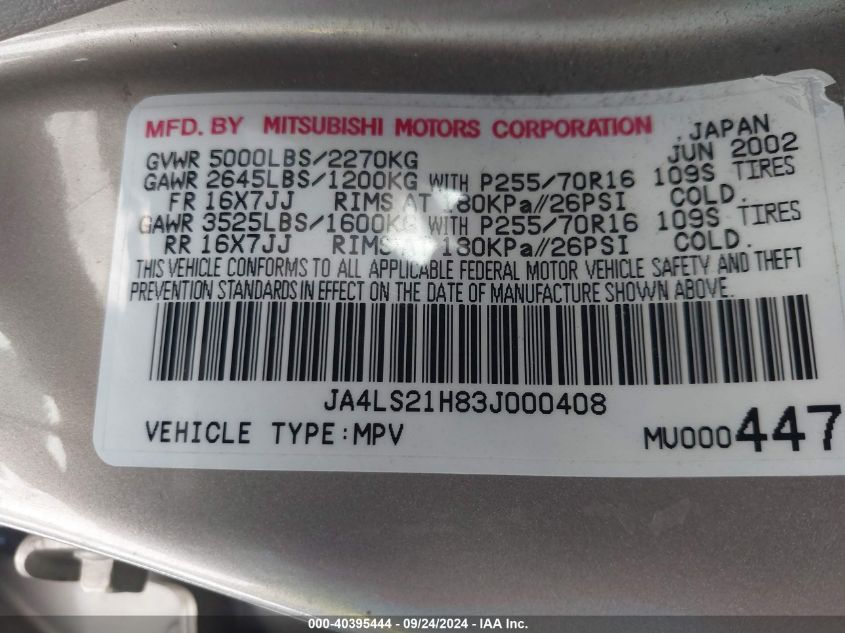 MFD. BY MITSUBISHI MOTORS CORPORATION JAPAN
JUN 2002
GVWR 5000LBS/2270KG
GAWR 2645LBS/1200KG WITH P255/70R16 109S TIRES
FR 16X7JJ RIMS AT 180KPa//26PSI COLD.
GAWR 3525LBS/1600KG WITH P255/70R16 109S TIRES
RR 16X7JJ RIMS AT 180KPa//26PSI COLD.
THIS VEHICLE CONFORMS TO ALL APPLICABLE FEDERAL MOTOR VEHICLE SAFETY AND THEFT
PREVENTION STANDARDS IN EFFECT ON THE DATE OF MANUFACTURE SHOWN ABOVE.
JA4LS21H83J000408
VEHICLE TYPE:MPV MU000447
000-40395444 - 09/24/2024 - IAAI.com.